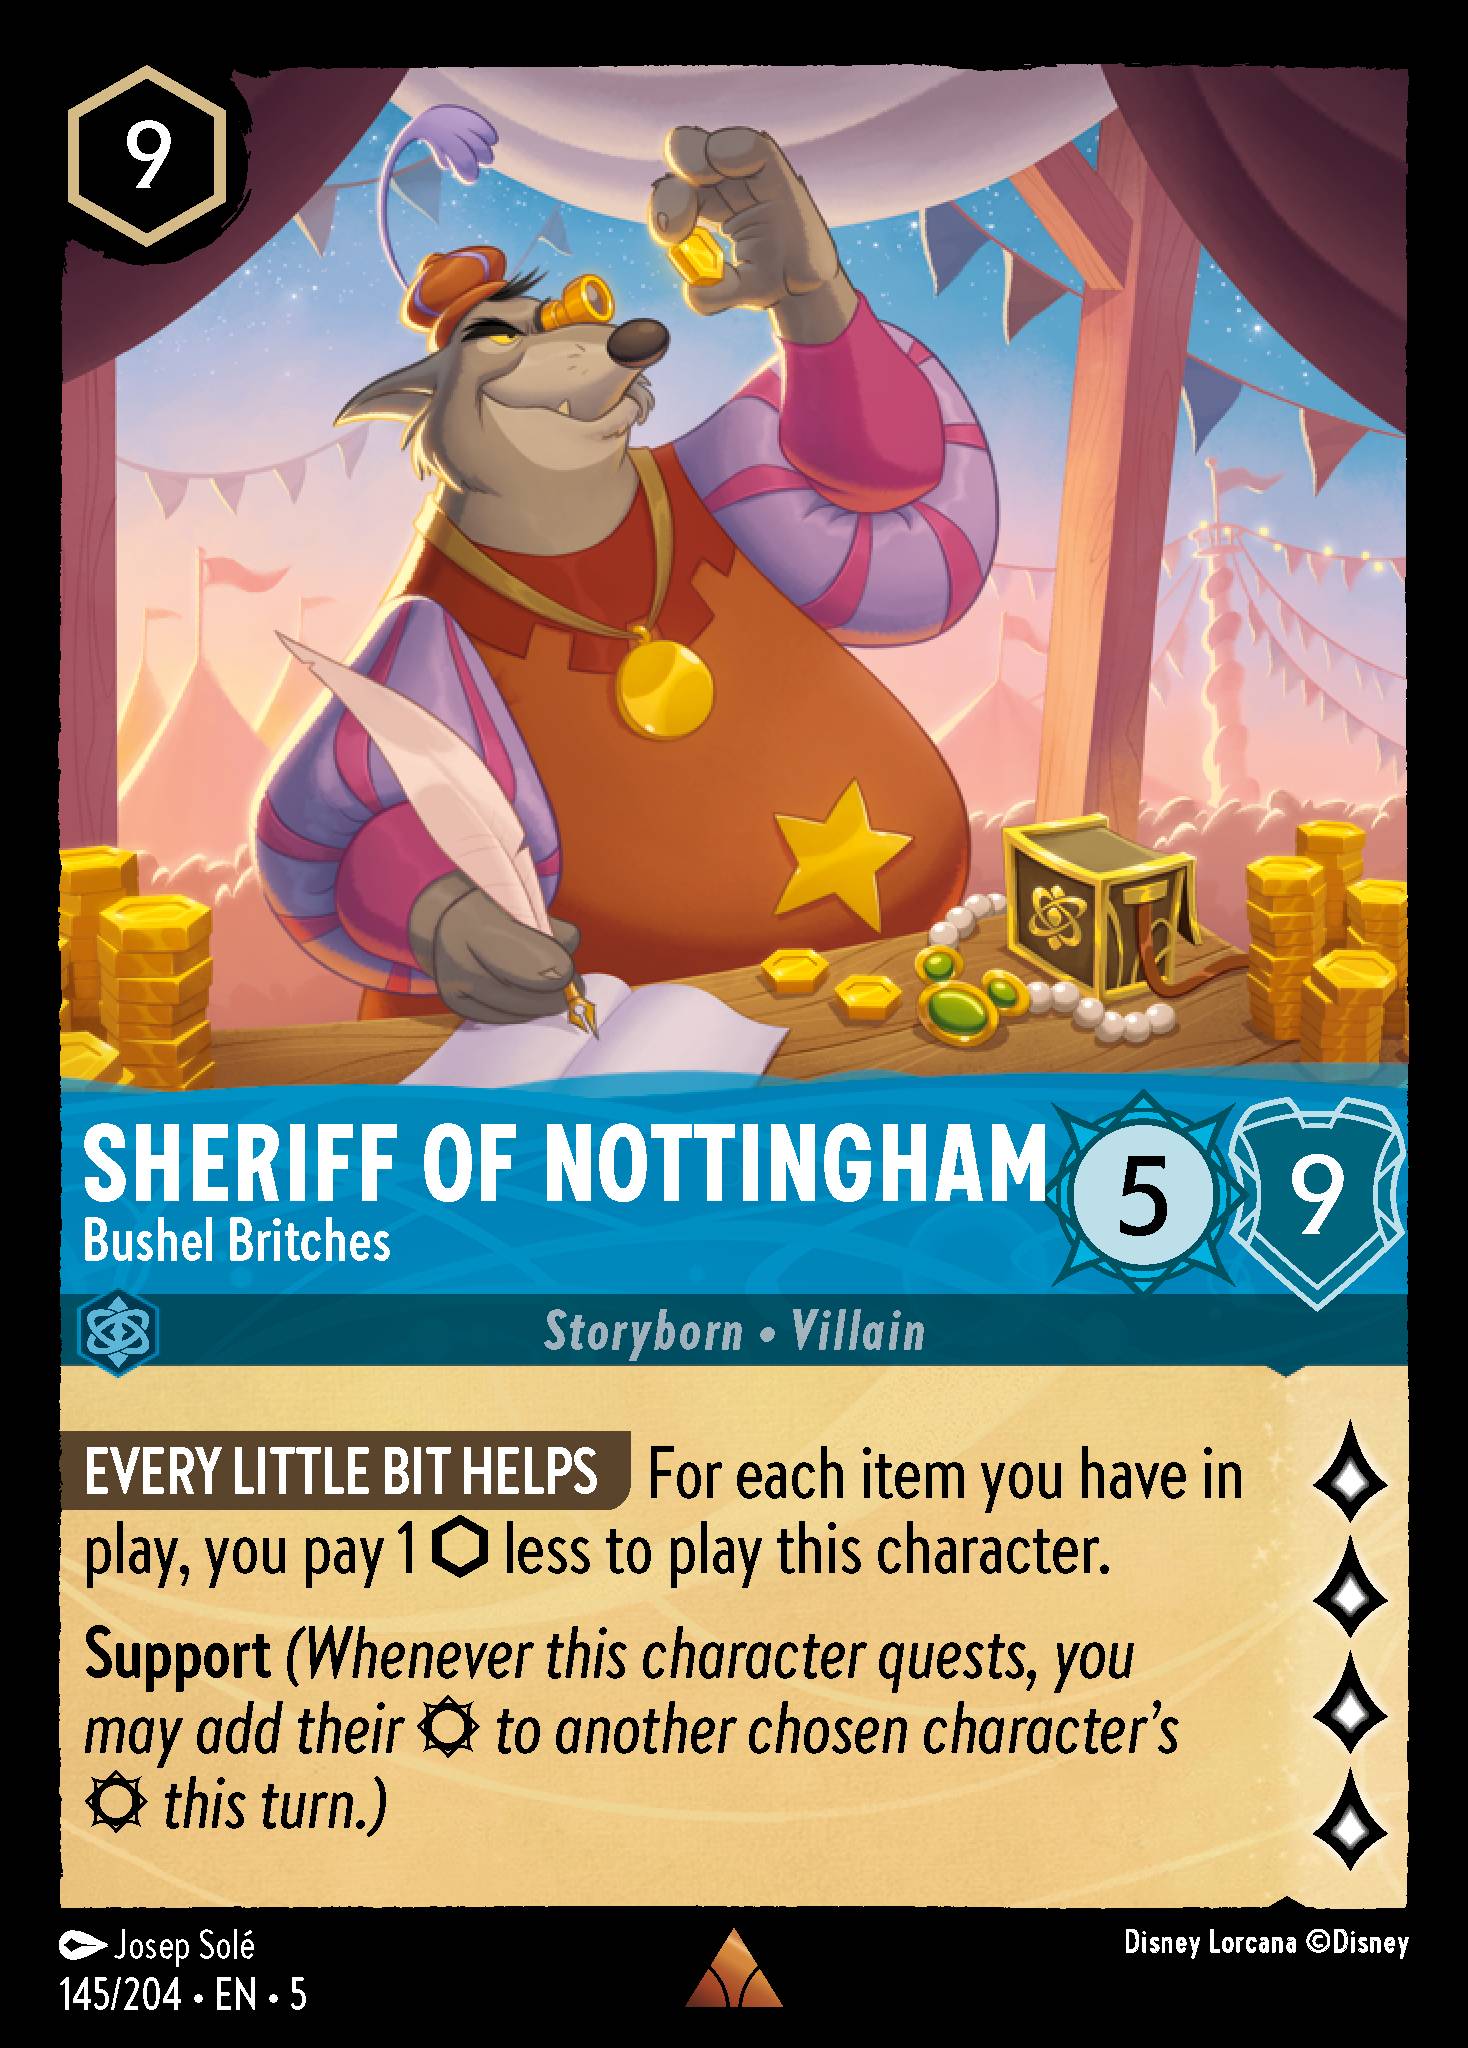 9
SHERIFF OF NOTTINGHAM
Bushel Britches
5
9
Storyborn • Villain
EVERY LITTLE BIT HELPS For each item you have in
play, you pay 1 ⬡ less to play this character.
Support (Whenever this character quests, you
may add their ¤ to another chosen character's
¤ this turn.)
Josep Solé
Disney Lorcana ©Disney
145/204 • EN • 5